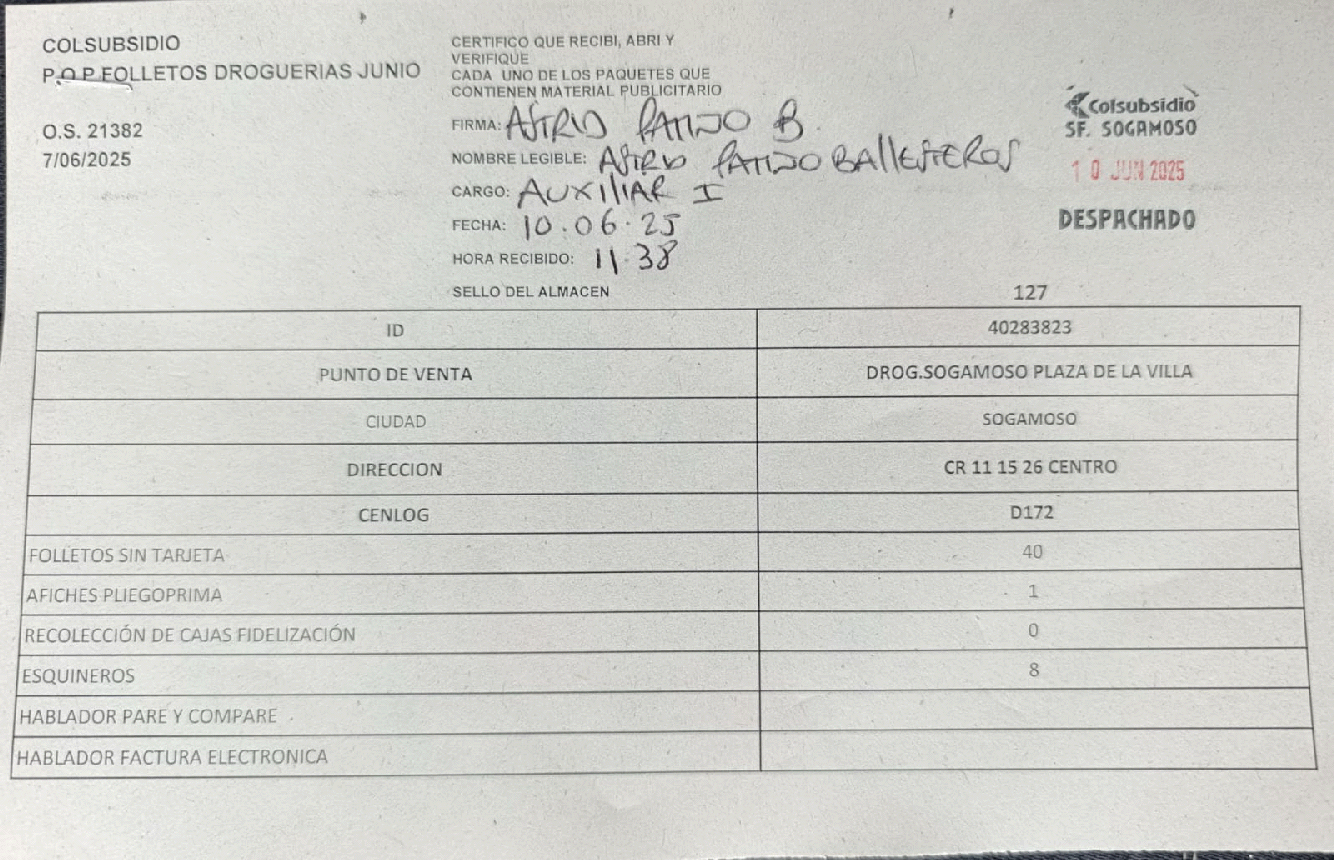 COLSUBSIDIO
P.O.P FOLLETOS DROGUERIAS JUNIO
O.S. 21382
7/06/2025
CERTIFICO QUE RECIBI, ABRI Y
VERIFIQUE
CADA UNO DE LOS PAQUETES QUE
CONTIENEN MATERIAL PUBLICITARIO
FIRMA: ASTRID PATIÑO B
NOMBRE LEGIBLE: ASTRID PATIÑO BALLESTEROS
CARGO: AUXILIAR I
FECHA: 10.06.25
HORA RECIBIDO: 11:38
SELLO DEL ALMACEN
Colsubsidio
SF. SOGAMOSO
10 JUN 2025
DESPACHADO
127
ID 40283823
PUNTO DE VENTA DROG.SOGAMOSO PLAZA DE LA VILLA
CIUDAD SOGAMOSO
DIRECCION CR 11 15 26 CENTRO
CENLOG D172
FOLLETOS SIN TARJETA 40
AFICHES PLIEGOPRIMA 1
RECOLECCIÓN DE CAJAS FIDELIZACIÓN 0
ESQUINEROS 8
HABLADOR PARE Y COMPARE
HABLADOR FACTURA ELECTRONICA